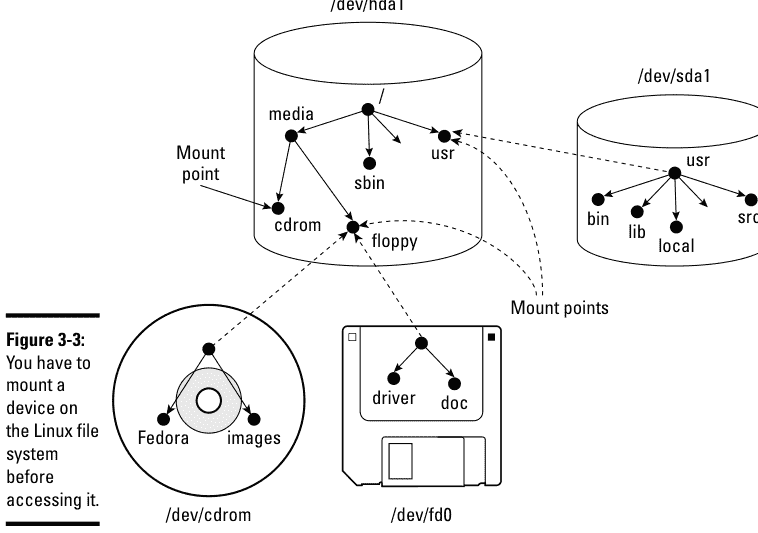 /dev/hda1
/dev/sda1
/
media
usr
usr
Mount
point
sbin
cdrom
floppy
bin
lib
local
src
Mount points
Figure 3-3:
You have to
mount a
device on
the Linux file
system
before
accessing it.
driver
doc
Fedora
images
/dev/cdrom
/dev/fd0